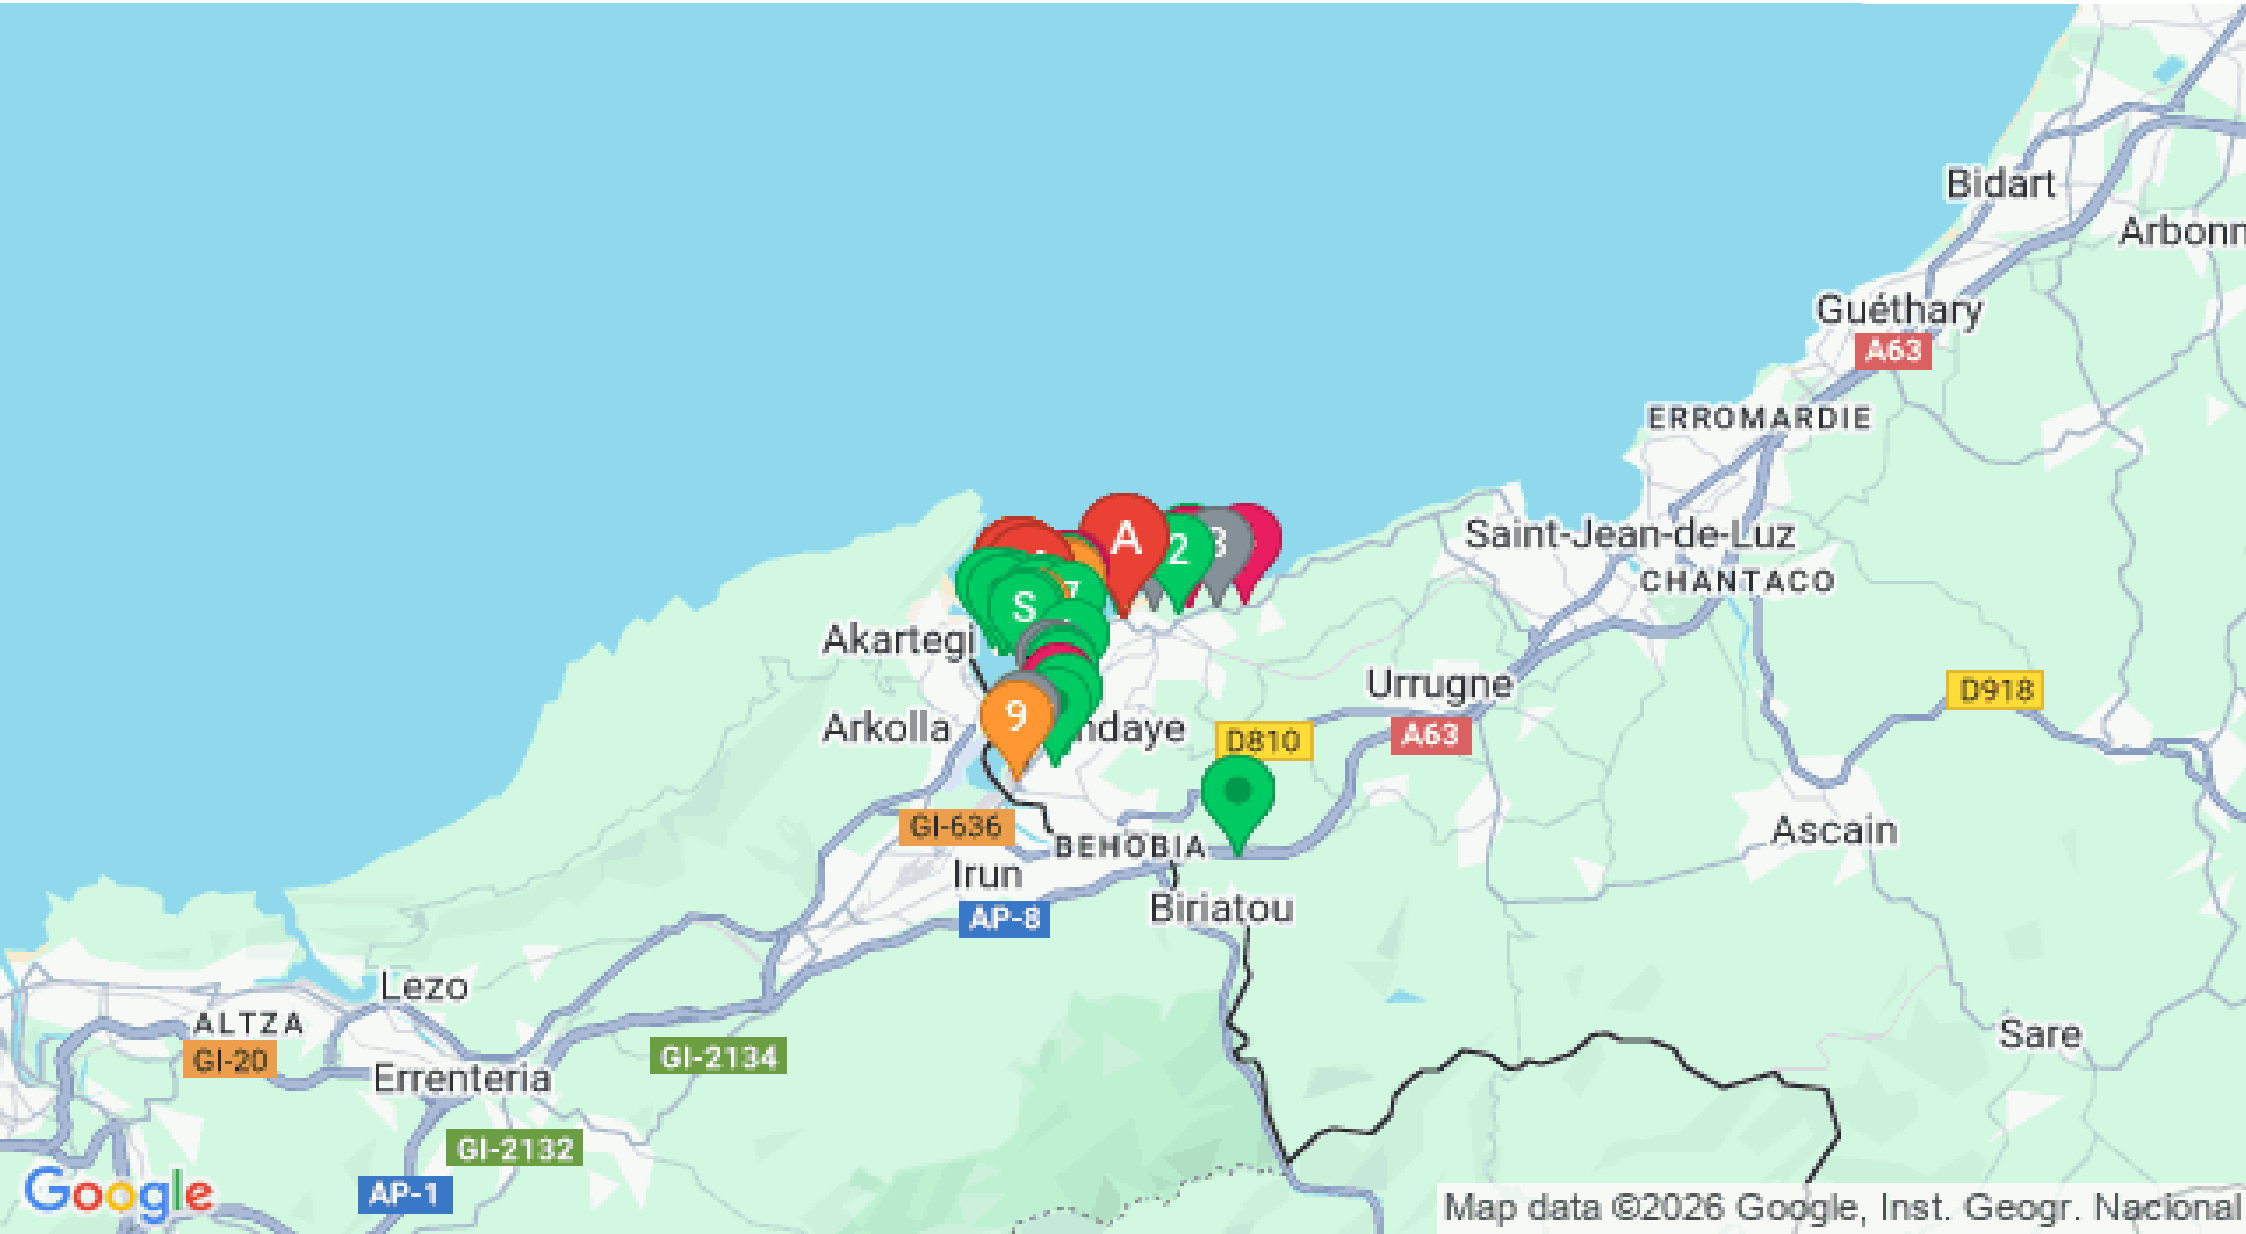 Bidart
Arbonn
Guéthary
A63
ERROMARDIE
A
2
3
Saint-Jean-de-Luz
CHANTACO
7
S
Akartegi
Urrugne
D918
9
Arkolla
ndaye
D810
A63
GI-636
BEHOBIA
Ascain
Irun
AP-8
Biriatou
Lezo
ALTZA
GI-20
Errenteria
GI-2134
Sare
GI-2132
AP-1
Google
Map data ©2026 Google, Inst. Geogr. Nacional